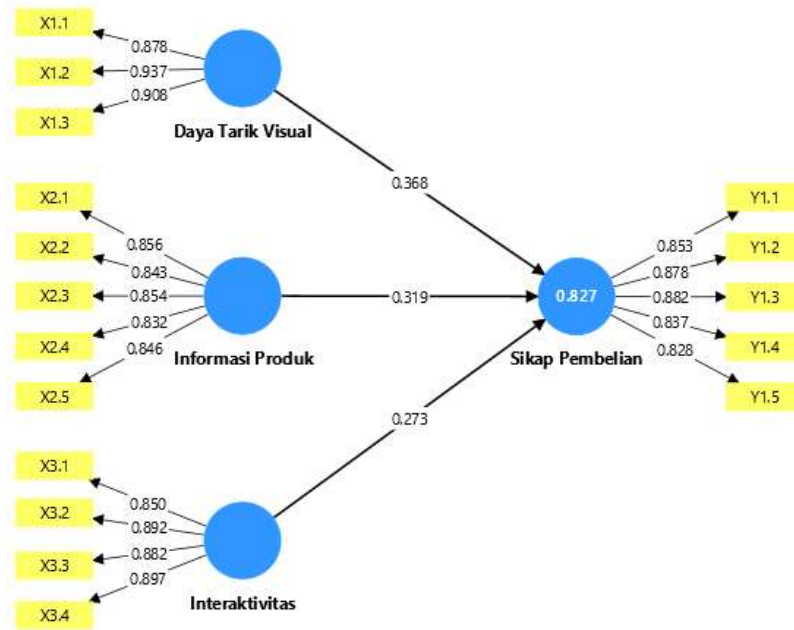 X1.1
0.878
X1.2
0.937
X1.3
0.908
Daya Tarik Visual
0.368
X2.1
0.856
X2.2
0.843
X2.3
0.854
X2.4
0.832
X2.5
0.846
Informasi Produk
0.319
X3.1
0.850
X3.2
0.892
X3.3
0.882
X3.4
0.897
Interaktivitas
0.273
0.827
Sikap Pembelian
Y1.1
0.853
Y1.2
0.878
Y1.3
0.882
Y1.4
0.837
Y1.5
0.828